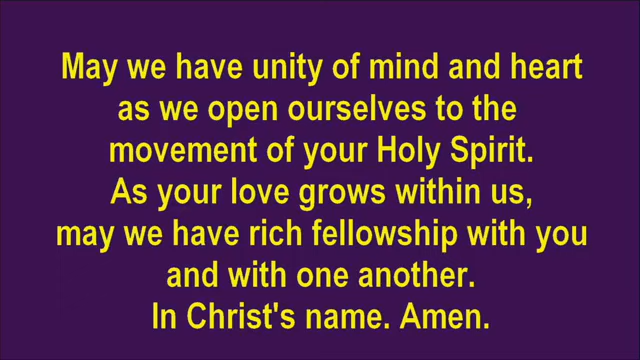 May we have unity of mind and heart
as we open ourselves to the
movement of your Holy Spirit.
As your love grows within us,
may we have rich fellowship with you
and with one another.
In Christ's name. Amen.